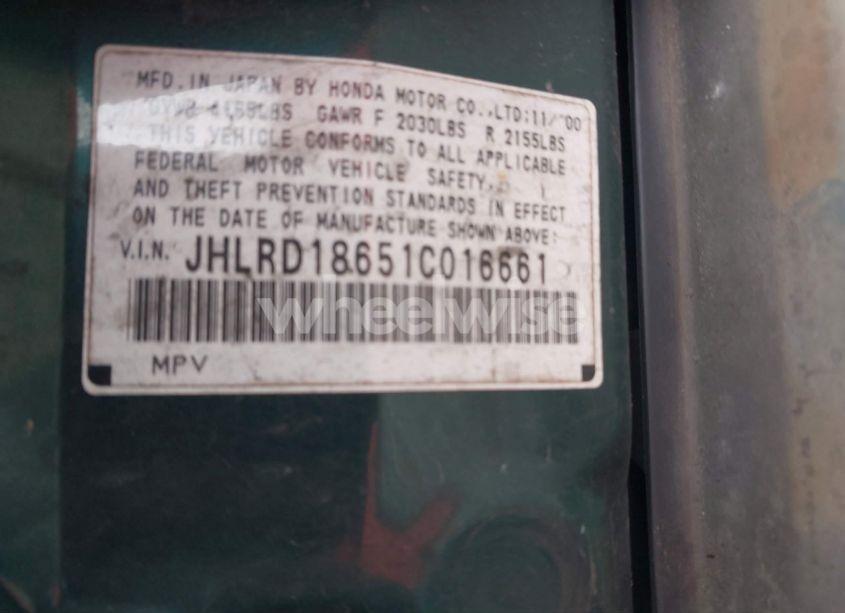 MFD. IN JAPAN BY HONDA MOTOR CO.,LTD:11/'00
GVWR 4165LBS GAWR F 2030LBS R 2155LBS
THIS VEHICLE CONFORMS TO ALL APPLICABLE
FEDERAL MOTOR VEHICLE SAFETY,
AND THEFT PREVENTION STANDARDS IN EFFECT
ON THE DATE OF MANUFACTURE SHOWN ABOVE:
V.I.N. JHLRD18651C016661
wheelwise
MPV